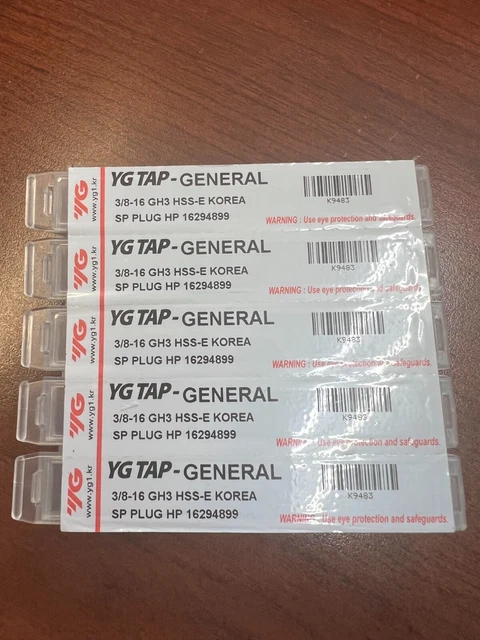 YG
www.yg1.kr
YG TAP - GENERAL
3/8-16 GH3 HSS-E KOREA
SP PLUG HP 16294899
K9483
WARNING : Use eye protection and safeguards.
YG
www.yg1.kr
YG TAP - GENERAL
3/8-16 GH3 HSS-E KOREA
SP PLUG HP 16294899
K9483
WARNING : Use eye protection and safeguards.
YG
www.yg1.kr
YG TAP - GENERAL
3/8-16 GH3 HSS-E KOREA
SP PLUG HP 16294899
K9483
WARNING : Use eye protection and safeguards.
YG
www.yg1.kr
YG TAP - GENERAL
3/8-16 GH3 HSS-E KOREA
SP PLUG HP 16294899
K9483
WARNING : Use eye protection and safeguards.
YG
www.yg1.kr
YG TAP - GENERAL
3/8-16 GH3 HSS-E KOREA
SP PLUG HP 16294899
K9483
WARNING : Use eye protection and safeguards.